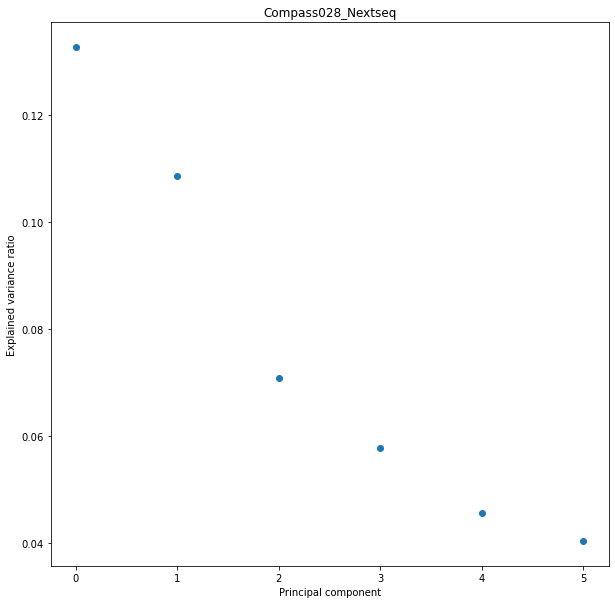 Compass028_Nextseq
Explained variance ratio
0.12
0.10
0.08
0.06
0.04
0 1 2 3 4 5
Principal component